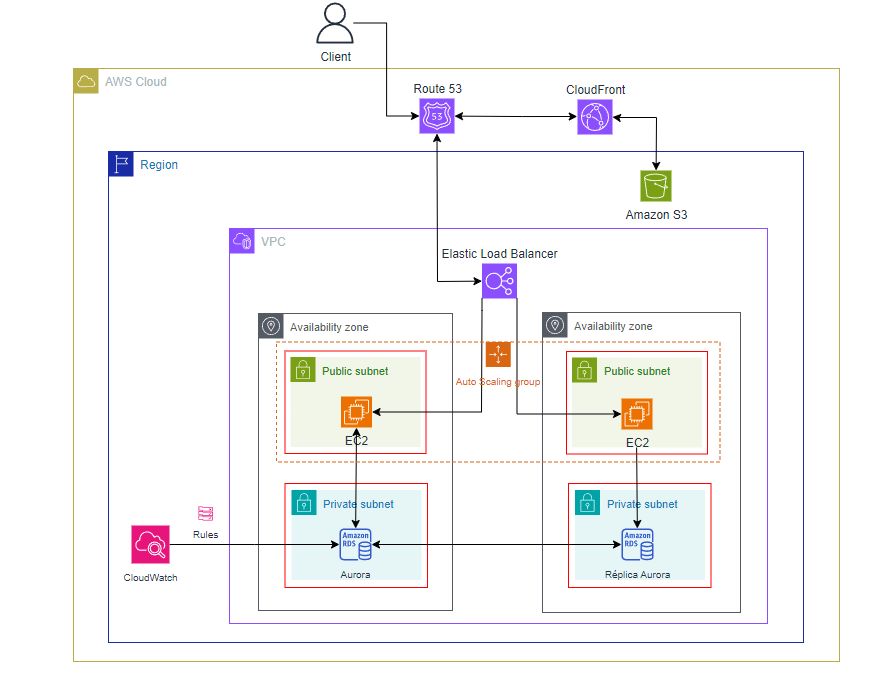 Client
AWS Cloud
Route 53
CloudFront
53
Region
Amazon S3
VPC
Elastic Load Balancer
Availability zone
Availability zone
Public subnet
Public subnet
Auto Scaling group
EC2
EC2
Private subnet
Private subnet
Rules
Amazon
RDS
Amazon
RDS
CloudWatch
Aurora
Réplica Aurora